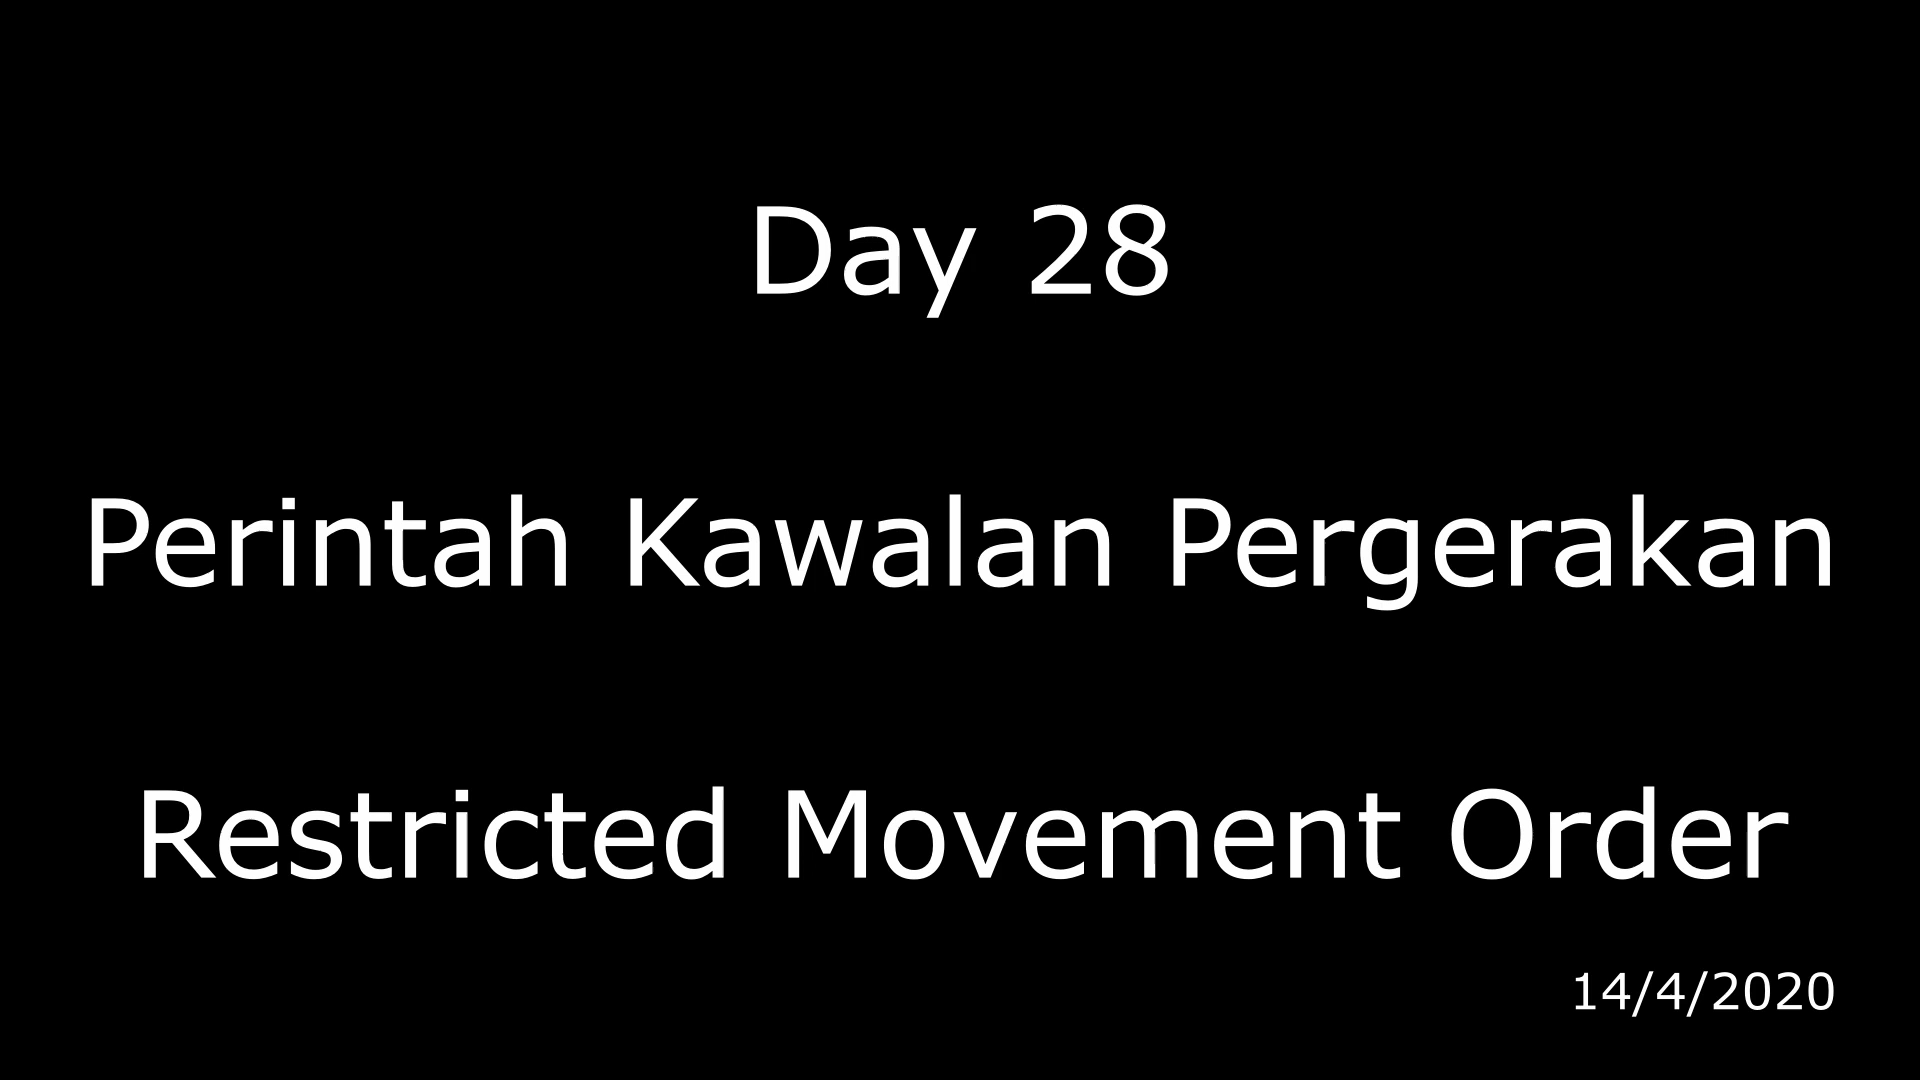 Day 28
Perintah Kawalan Pergerakan
Restricted Movement Order
14/4/2020